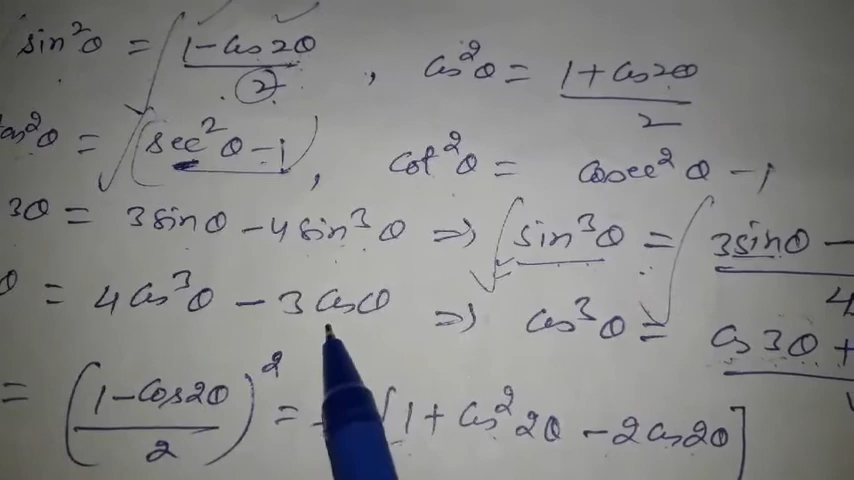 sin²θ = ∫ (1 - cos2θ)/2 , cos²θ = (1 + cos2θ)/2
tan²θ = ∫(sec²θ - 1) , cot²θ = cosec²θ - 1
3θ = 3sinθ - 4sin³θ ⇒ ∫sin³θ = ∫ 3sinθ - /4
θ = 4cos³θ - 3cosθ ⇒ cos³θ = cos3θ +
= ((1 - cos2θ)/2)² = [1 + cos²2θ - 2cos2θ]